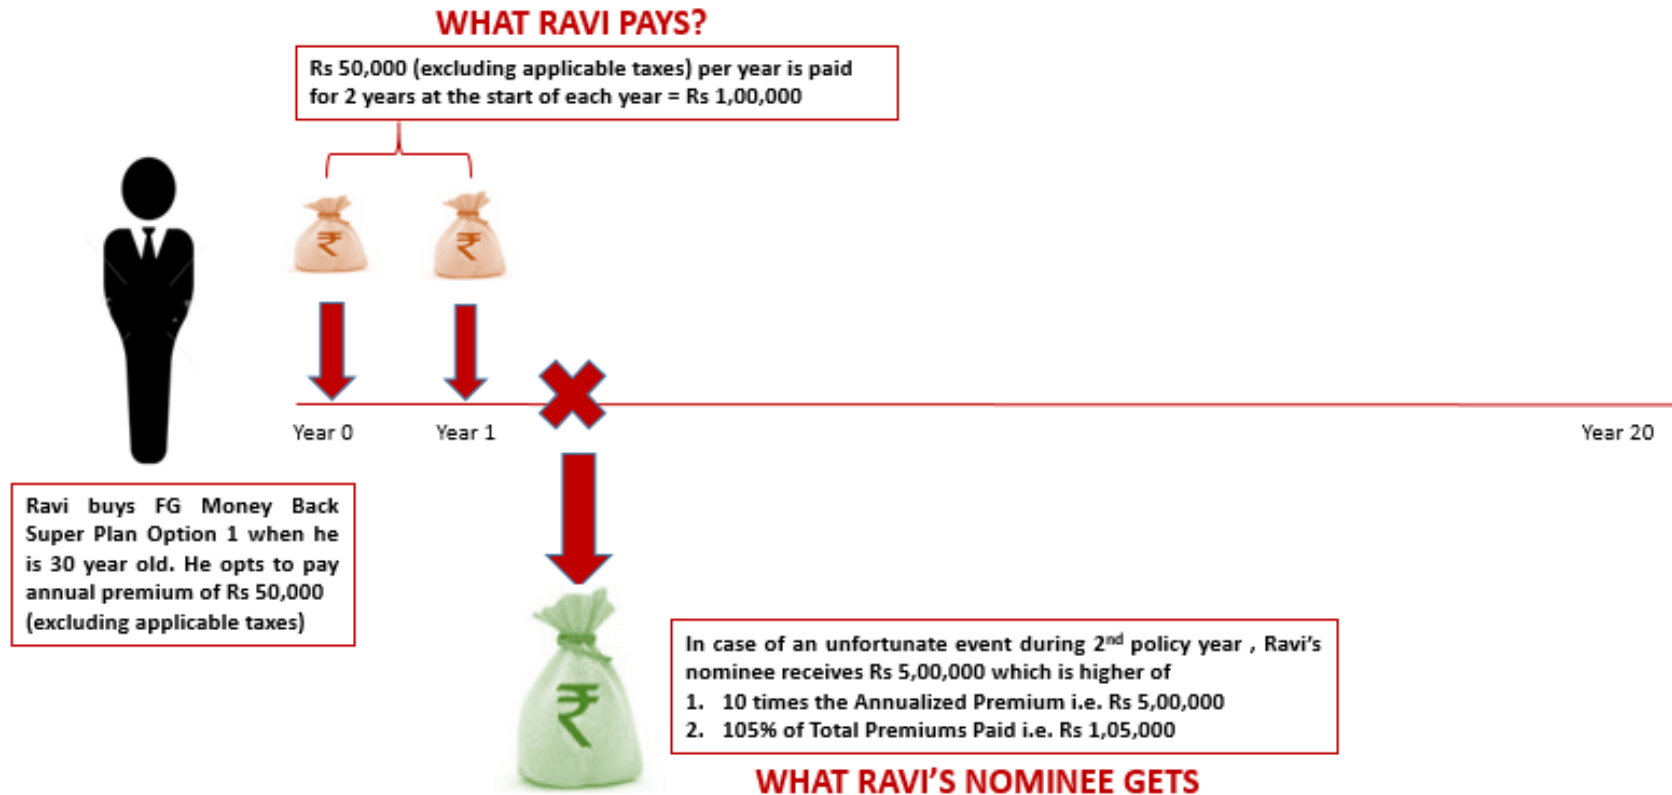 WHAT RAVI PAYS?
Rs 50,000 (excluding applicable taxes) per year is paid
for 2 years at the start of each year = Rs 1,00,000
₹
₹
Year 0
Year 1
Year 20
Ravi buys FG Money Back
Super Plan Option 1 when he
is 30 year old. He opts to pay
annual premium of Rs 50,000
(excluding applicable taxes)
₹
In case of an unfortunate event during 2nd policy year , Ravi's
nominee receives Rs 5,00,000 which is higher of
1. 10 times the Annualized Premium i.e. Rs 5,00,000
2. 105% of Total Premiums Paid i.e. Rs 1,05,000
WHAT RAVI'S NOMINEE GETS